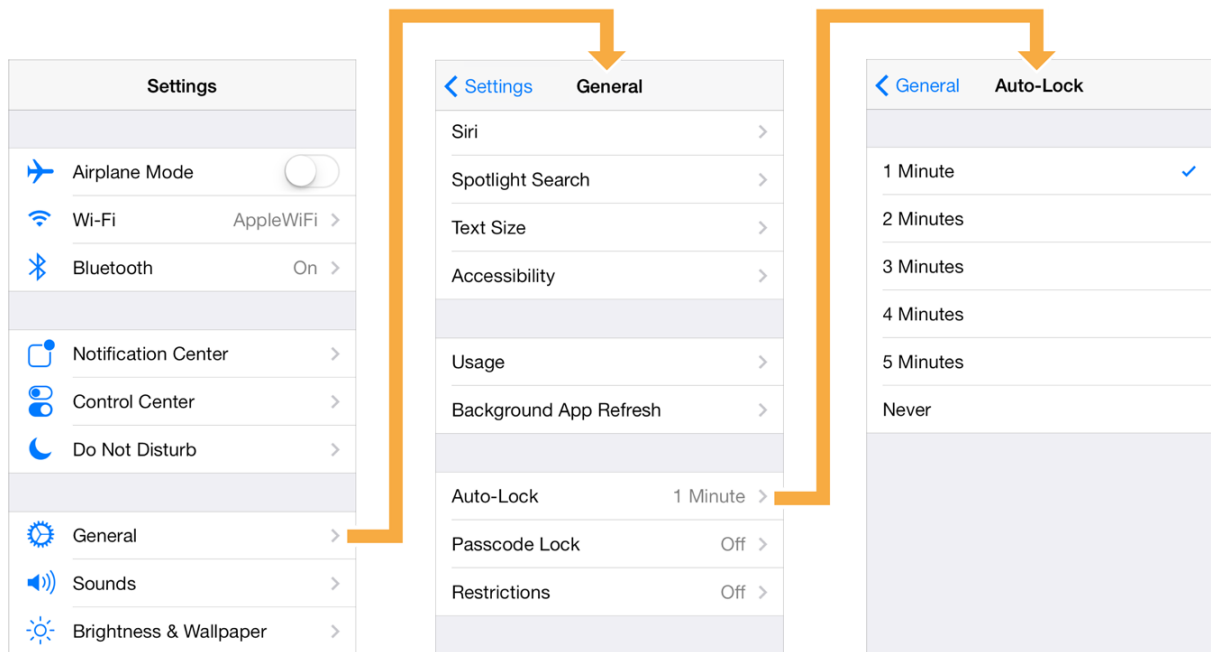 Settings
Airplane Mode
Wi-Fi AppleWiFi
Bluetooth On
Notification Center
Control Center
Do Not Disturb
General
Sounds
Brightness & Wallpaper
Settings General
Siri
Spotlight Search
Text Size
Accessibility
Usage
Background App Refresh
Auto-Lock 1 Minute
Passcode Lock Off
Restrictions Off
General Auto-Lock
1 Minute
2 Minutes
3 Minutes
4 Minutes
5 Minutes
Never